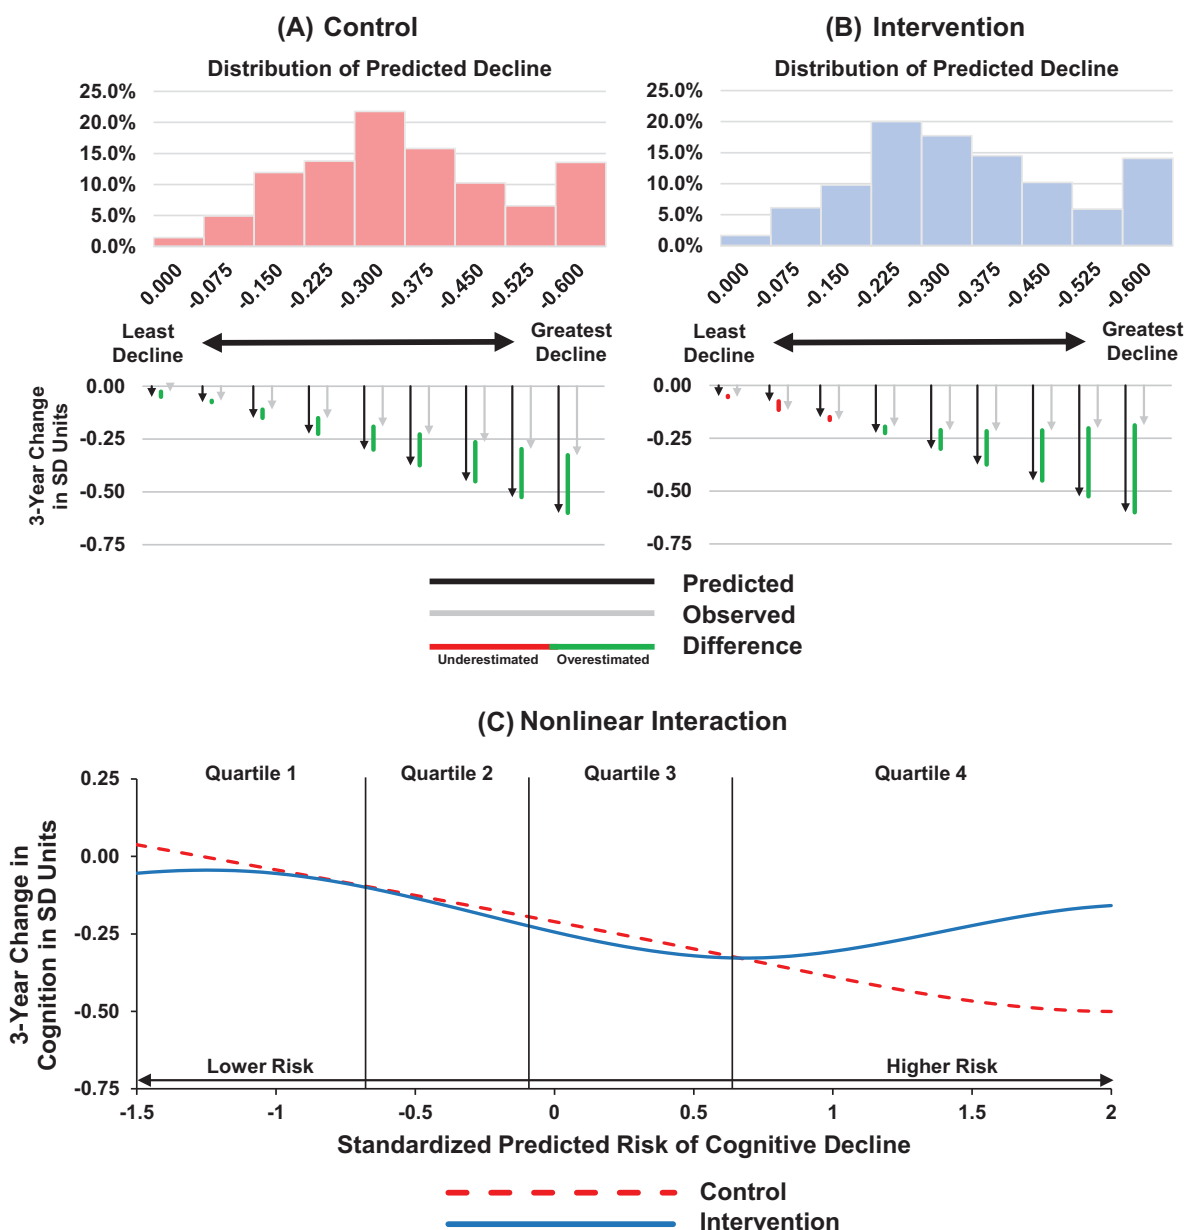 (A) Control
Distribution of Predicted Decline
25.0%
20.0%
15.0%
10.0%
5.0%
0.0%
0.000
-0.075
-0.150
-0.225
-0.300
-0.375
-0.450
-0.525
-0.600
Least
Decline
Greatest
Decline
3-Year Change
in SD Units
0.00
-0.25
-0.50
-0.75
(B) Intervention
Distribution of Predicted Decline
25.0%
20.0%
15.0%
10.0%
5.0%
0.0%
0.000
-0.075
-0.150
-0.225
-0.300
-0.375
-0.450
-0.525
-0.600
Least
Decline
Greatest
Decline
0.00
-0.25
-0.50
-0.75
Predicted
Observed
Difference
Underestimated Overestimated
(C) Nonlinear Interaction
Quartile 1 Quartile 2 Quartile 3 Quartile 4
3-Year Change in
Cognition in SD Units
0.25
0.00
-0.25
-0.50
-0.75
Lower Risk Higher Risk
-1.5 -1 -0.5 0 0.5 1 1.5 2
Standardized Predicted Risk of Cognitive Decline
Control
Intervention